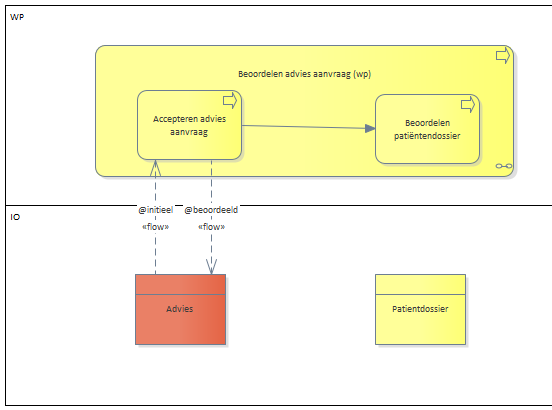 WP
Beoordelen advies aanvraag (wp)
Accepteren advies
aanvraag
Beoordelen
patiëntendossier
@initieel
«flow»
@beoordeeld
«flow»
IO
Advies
Patientdossier